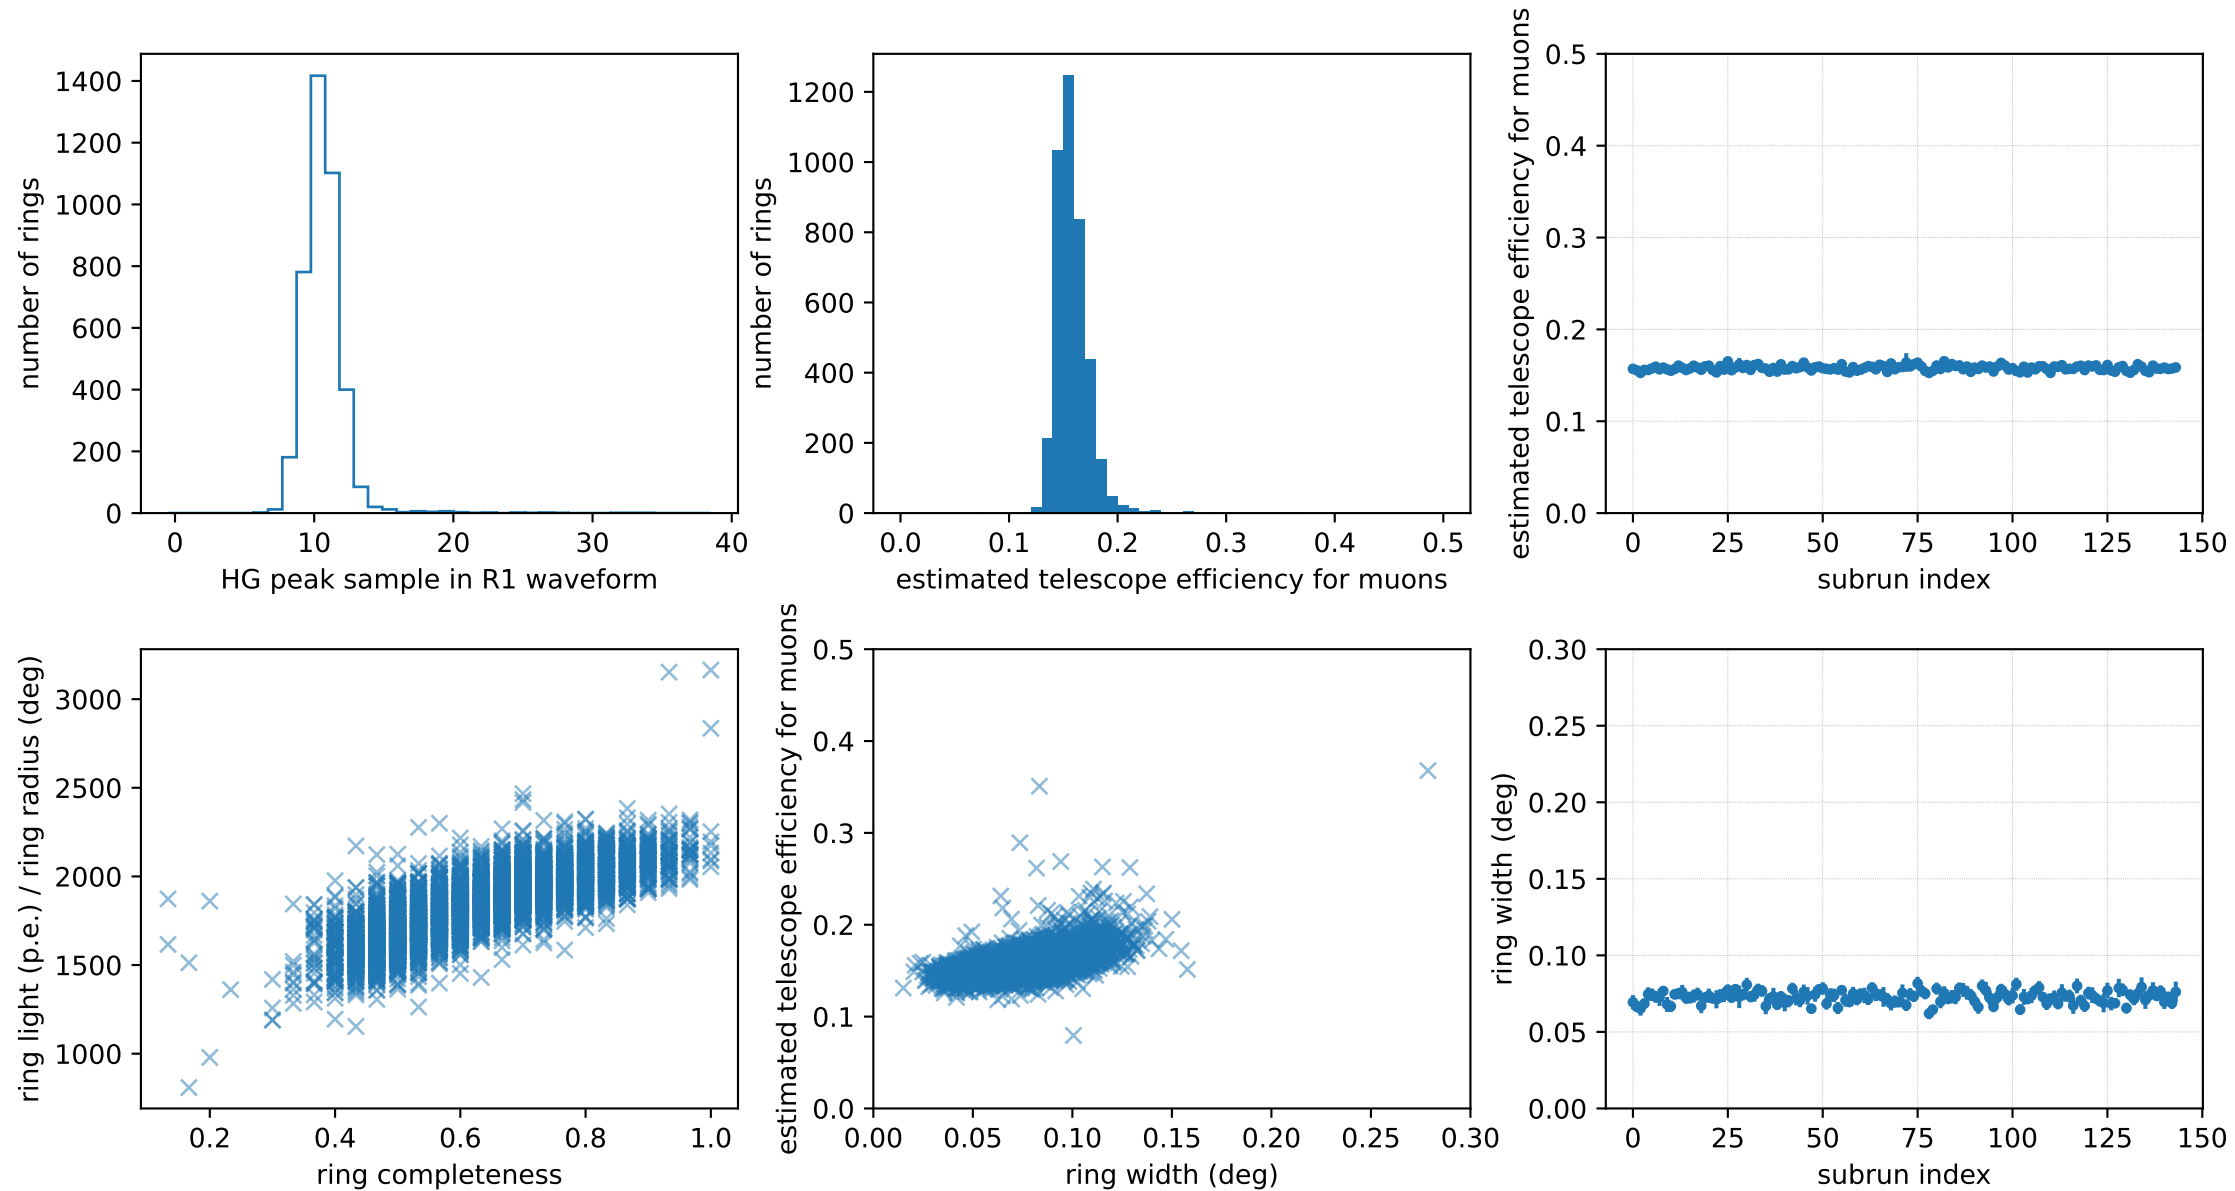 number of rings
1400
1200
1000
800
600
400
200
0
0 10 20 30 40
HG peak sample in R1 waveform
number of rings
1200
1000
800
600
400
200
0
0.0 0.1 0.2 0.3 0.4 0.5
estimated telescope efficiency for muons
estimated telescope efficiency for muons
0.5
0.4
0.3
0.2
0.1
0.0
0 25 50 75 100 125 150
subrun index
ring light (p.e.) / ring radius (deg)
3000
2500
2000
1500
1000
0.2 0.4 0.6 0.8 1.0
ring completeness
estimated telescope efficiency for muons
0.5
0.4
0.3
0.2
0.1
0.0
0.00 0.05 0.10 0.15 0.20 0.25 0.30
ring width (deg)
ring width (deg)
0.30
0.25
0.20
0.15
0.10
0.05
0.00
0 25 50 75 100 125 150
subrun index